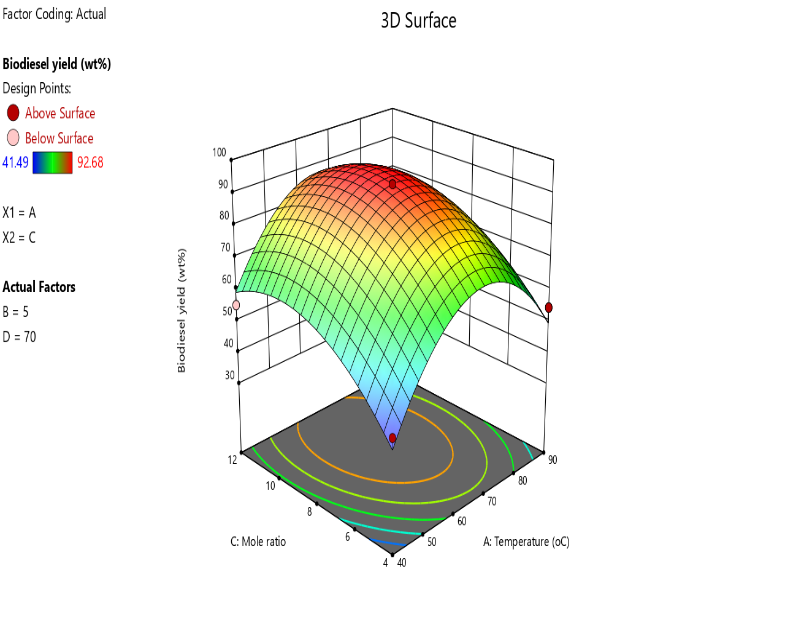 Factor Coding: Actual
3D Surface
Biodiesel yield (wt%)
Design Points:
Above Surface
Below Surface
41.49 92.68
X1 = A
X2 = C
Actual Factors
B = 5
D = 70
Biodiesel yield (wt%)
100
90
80
70
60
50
40
30
12
10
8
6
4
40
50
60
70
80
90
C: Mole ratio
A: Temperature (oC)